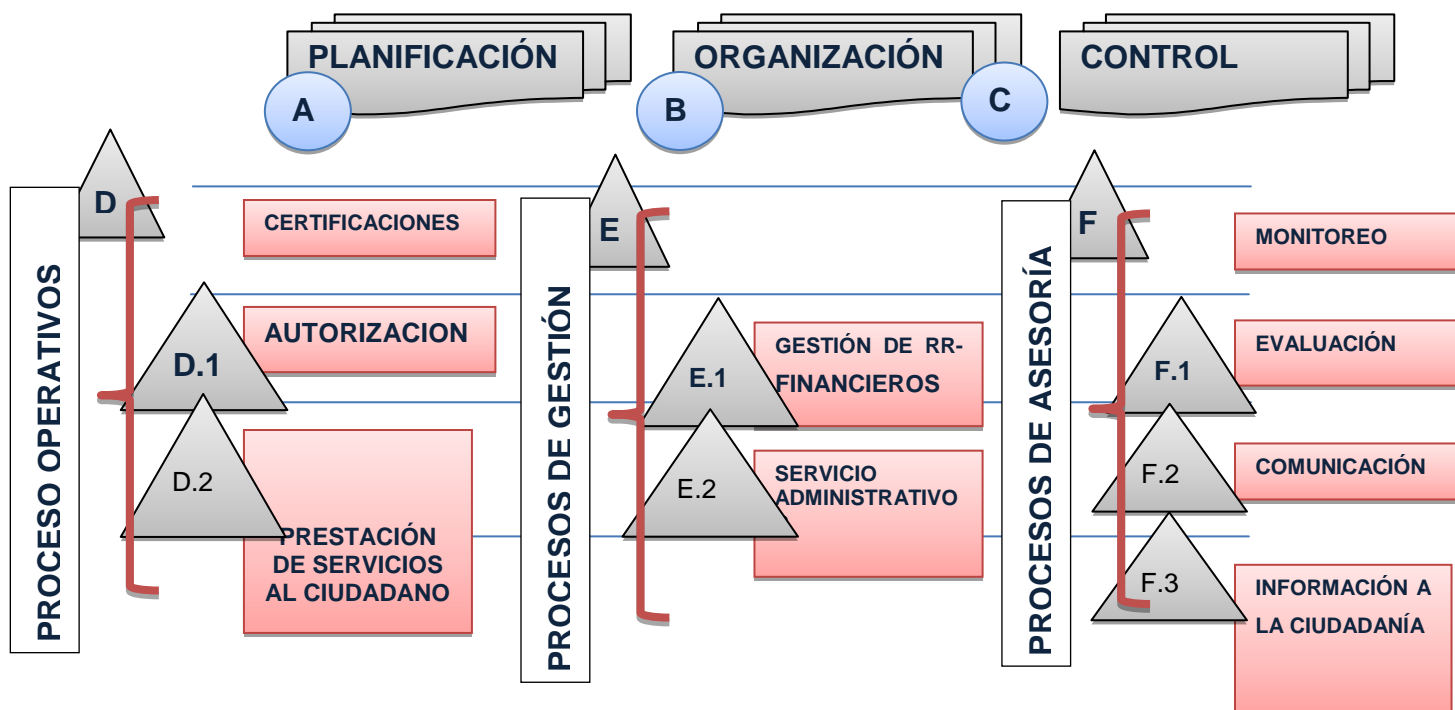 PLANIFICACIÓN
ORGANIZACIÓN
CONTROL
A
B
C
PROCESO OPERATIVOS
D
CERTIFICACIONES
D.1
AUTORIZACION
D.2
PRESTACIÓN
DE SERVICIOS
AL CIUDADANO
PROCESOS DE GESTIÓN
E
E.1
GESTIÓN DE RR-
FINANCIEROS
E.2
SERVICIO
ADMINISTRATIVO
PROCESOS DE ASESORÍA
F
MONITOREO
F.1
EVALUACIÓN
F.2
COMUNICACIÓN
F.3
INFORMACIÓN A
LA CIUDADANÍA